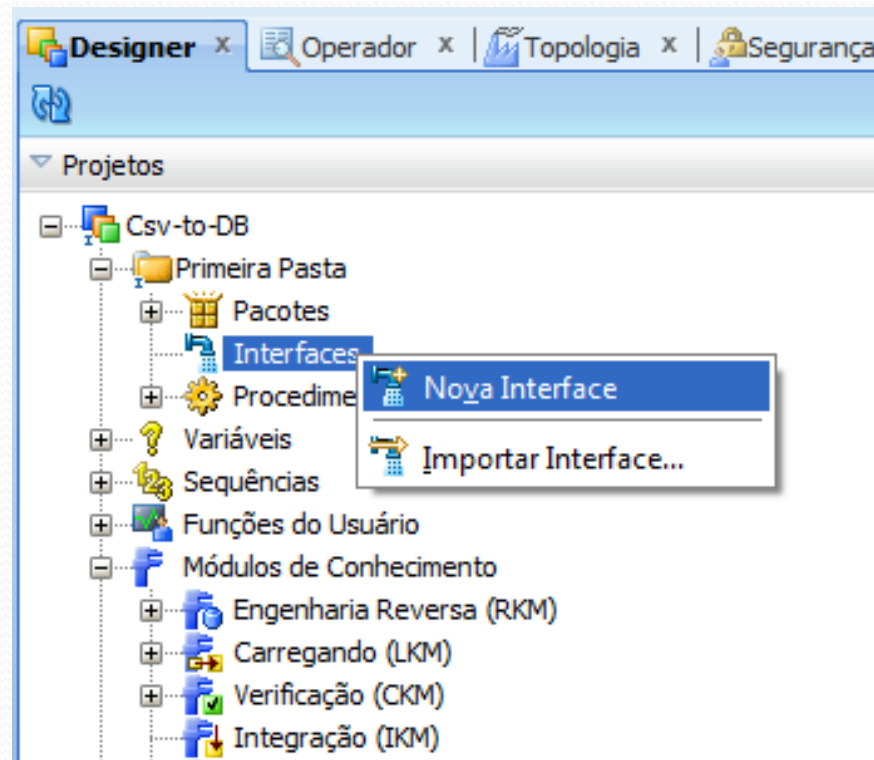 Designer x Operador x Topologia x Segurança
Projetos
Csv-to-DB
Primeira Pasta
Pacotes
Interfaces
Nova Interface
Procedime
Variáveis
Importar Interface...
Sequências
Funções do Usuário
Módulos de Conhecimento
Engenharia Reversa (RKM)
Carregando (LKM)
Verificação (CKM)
Integração (IKM)